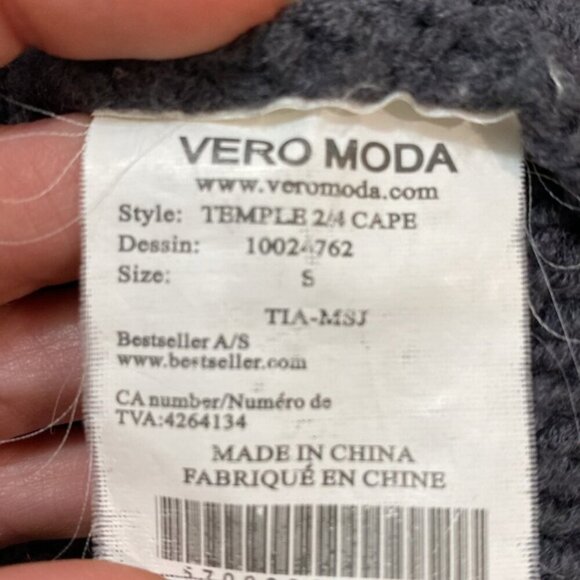 VERO MODA
www.veromoda.com
Style: TEMPLE 2/4 CAPE
Dessin: 10024762
Size: S
TIA-MSJ
Bestseller A/S
www.bestseller.com
CA number/Numéro de
TVA:4264134
MADE IN CHINA
FABRIQUÉ EN CHINE